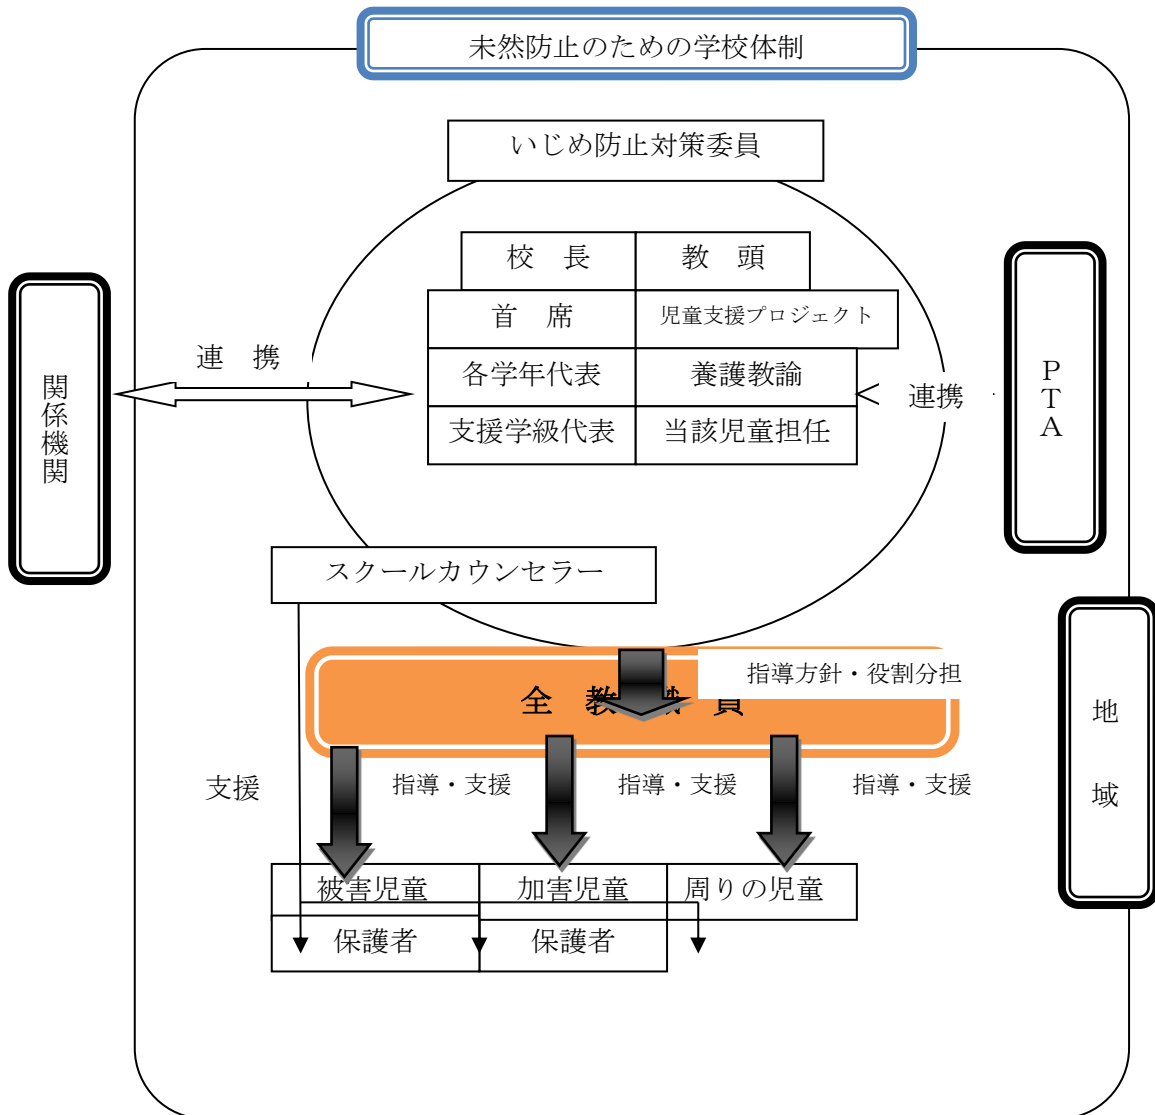 未然防止のための学校体制
いじめ防止対策委員
校　長
教　頭
首　席
児童支援プロジェクト
各学年代表
養護教諭
支援学級代表
当該児童担任
連　携
関係機関
連携
ＰＴＡ
スクールカウンセラー
指導方針・役割分担
全　教　職　員
地　域
支援
指導・支援
指導・支援
指導・支援
被害児童
加害児童
周りの児童
保護者
保護者